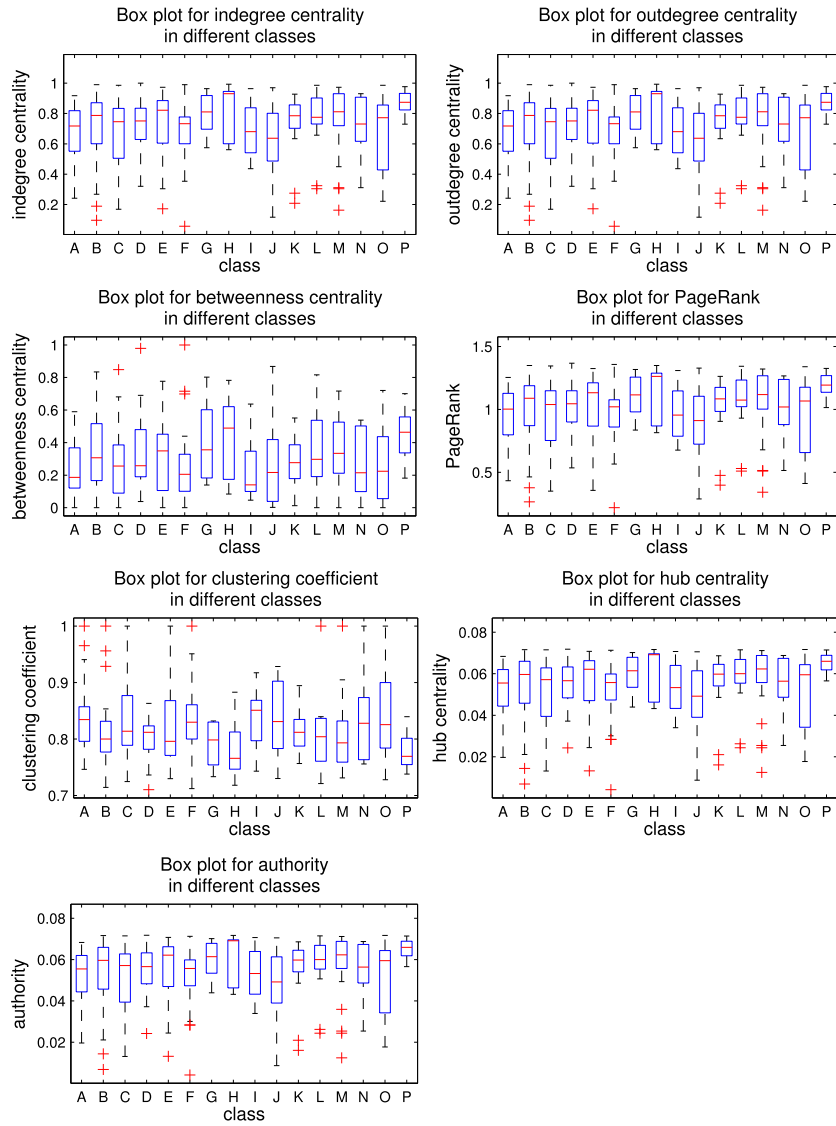 Box plot for indegree centrality
in different classes
indegree centrality
1
0.8
0.6
0.4
0.2
A B C D E F G H I J K L M N O P
class
Box plot for outdegree centrality
in different classes
outdegree centrality
1
0.8
0.6
0.4
0.2
A B C D E F G H I J K L M N O P
class
Box plot for betweenness centrality
in different classes
betweenness centrality
1
0.8
0.6
0.4
0.2
0
A B C D E F G H I J K L M N O P
class
Box plot for PageRank
in different classes
PageRank
1.5
1
0.5
A B C D E F G H I J K L M N O P
class
Box plot for clustering coefficient
in different classes
clustering coefficient
1
0.9
0.8
0.7
A B C D E F G H I J K L M N O P
class
Box plot for hub centrality
in different classes
hub centrality
0.08
0.06
0.04
0.02
A B C D E F G H I J K L M N O P
class
Box plot for authority
in different classes
authority
0.08
0.06
0.04
0.02
A B C D E F G H I J K L M N O P
class